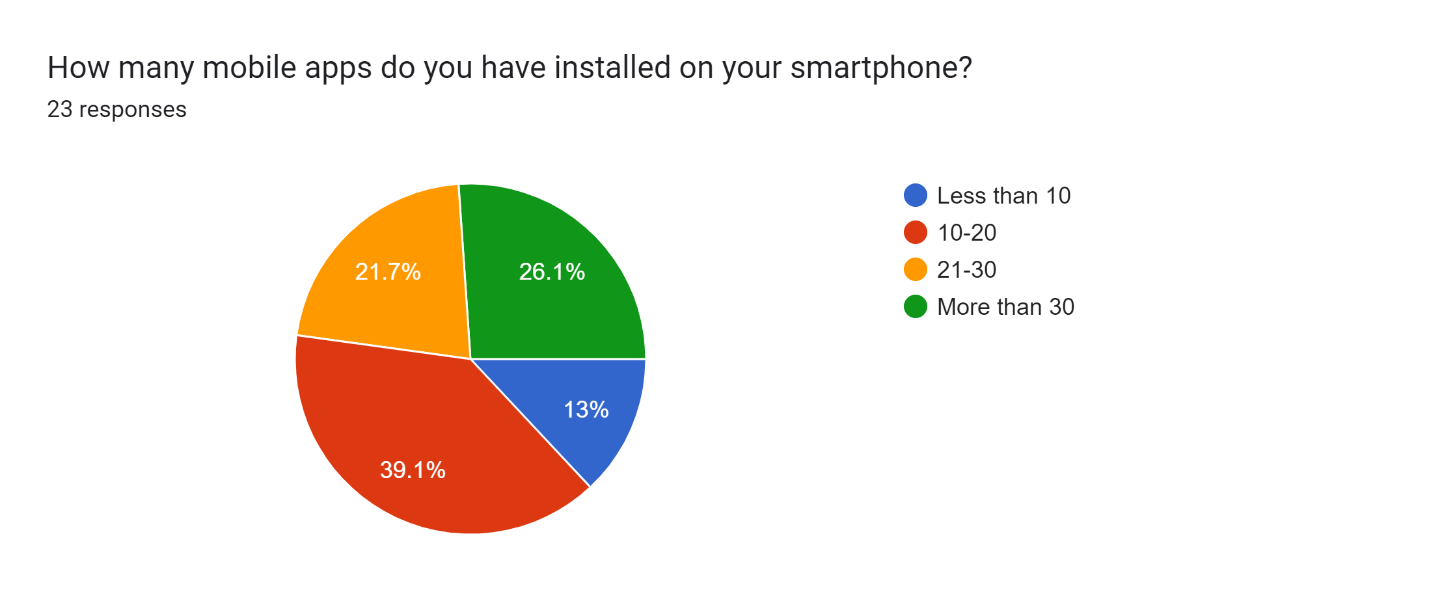 How many mobile apps do you have installed on your smartphone?
23 responses
Less than 10
10-20
21-30
More than 30
21.7%
26.1%
13%
39.1%